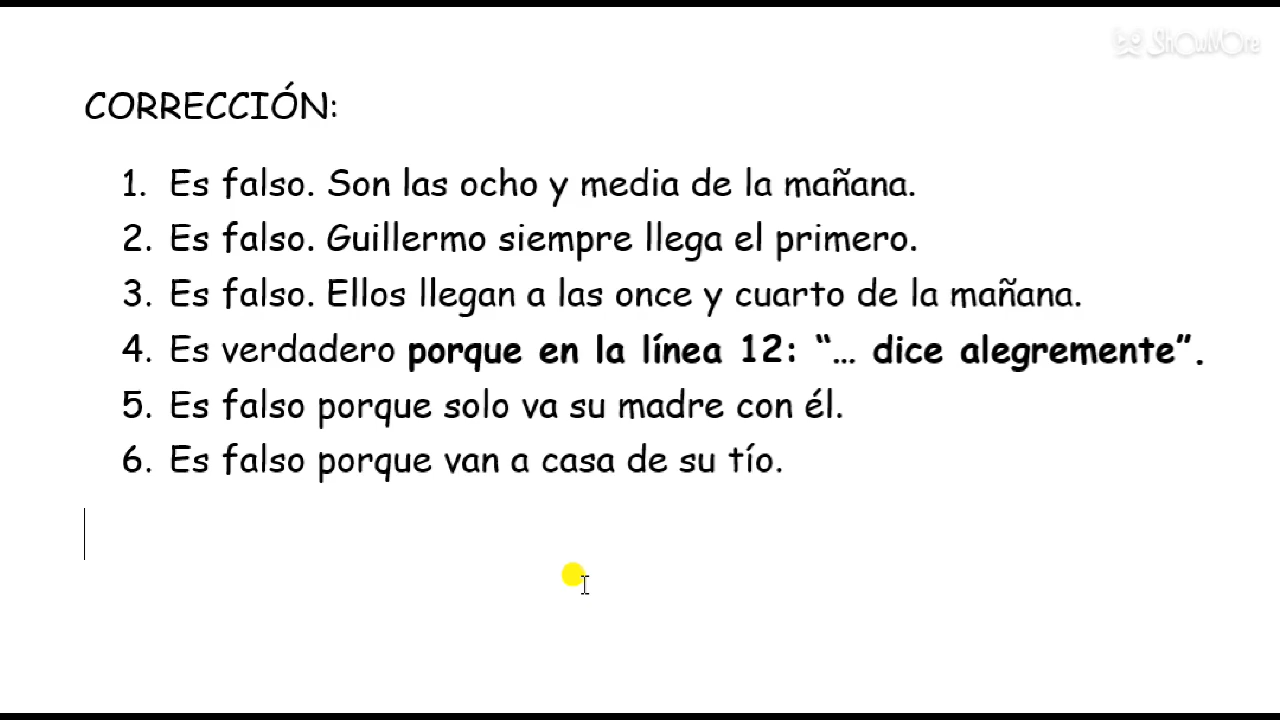 ShowMore
CORRECCIÓN:
1. Es falso. Son las ocho y media de la mañana.
2. Es falso. Guillermo siempre llega el primero.
3. Es falso. Ellos llegan a las once y cuarto de la mañana.
4. Es verdadero porque en la línea 12: “... dice alegremente”.
5. Es falso porque solo va su madre con él.
6. Es falso porque van a casa de su tío.